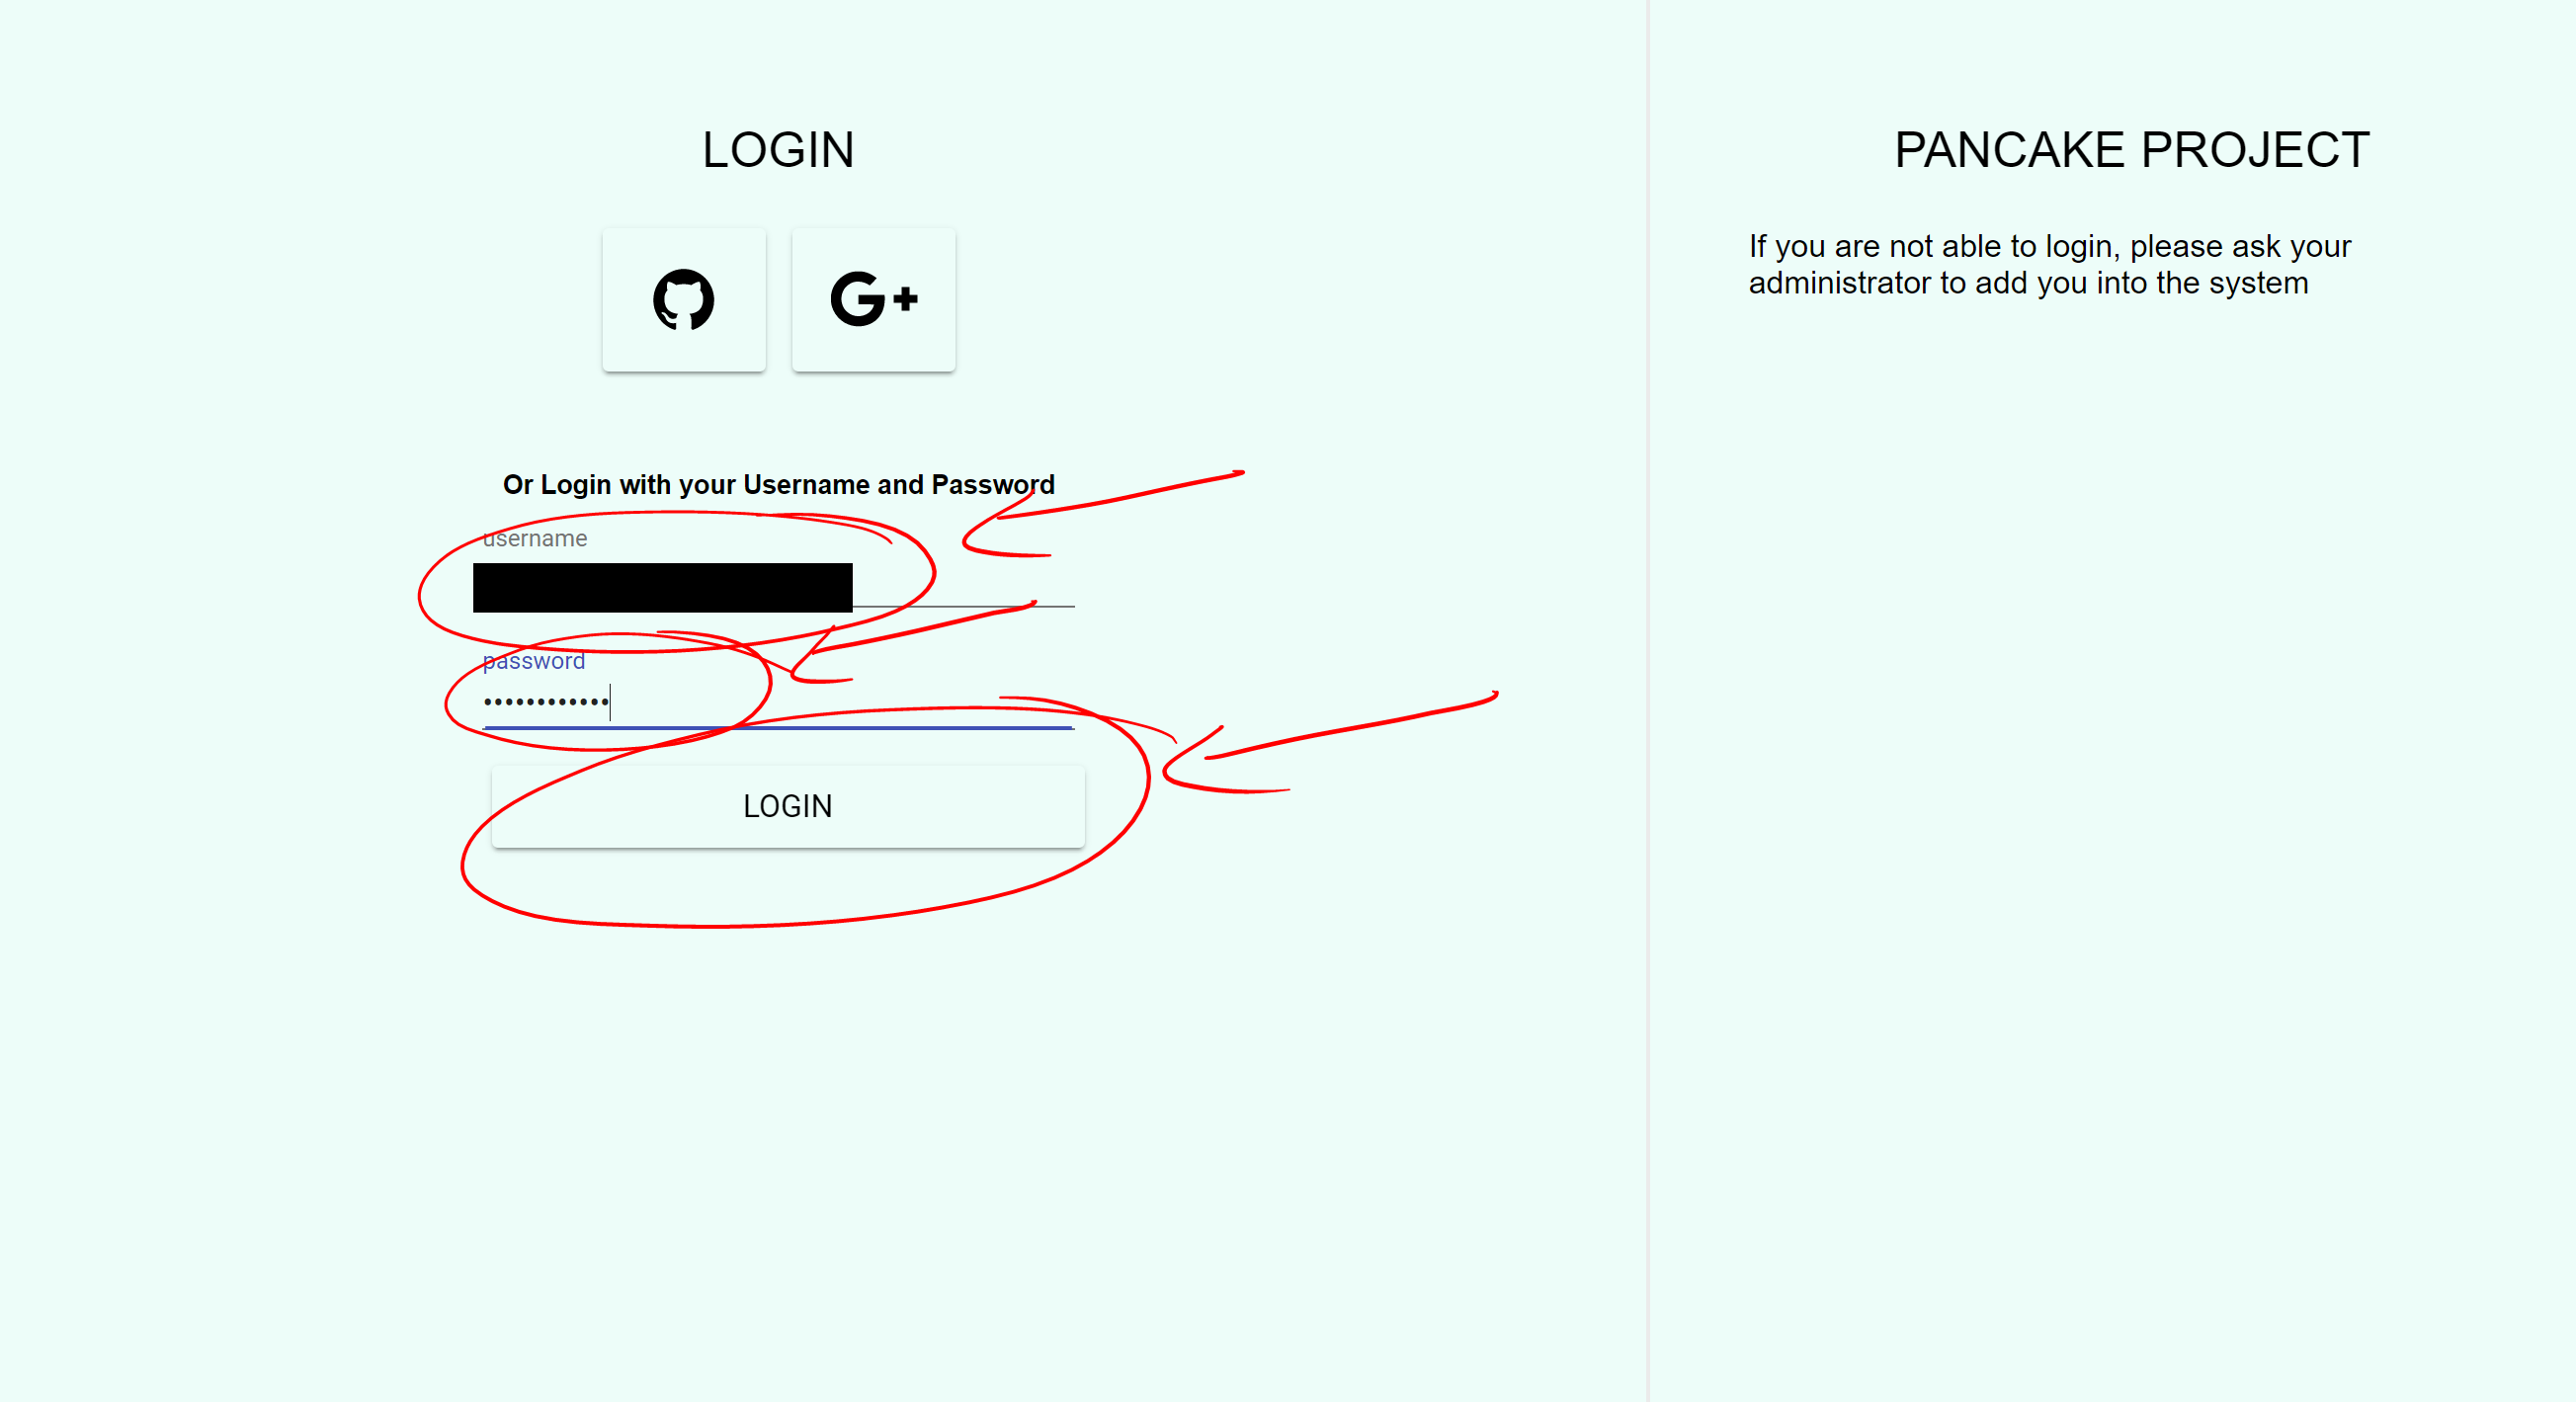 LOGIN
G+
Or Login with your Username and Password
username
password
••••••••••••
LOGIN
PANCAKE PROJECT
If you are not able to login, please ask your
administrator to add you into the system